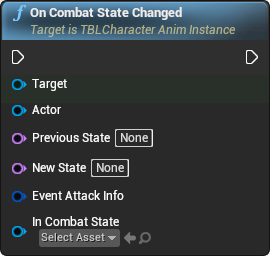 On Combat State Changed
Target is TBLCharacter Anim Instance
Target
Actor
Previous State None
New State None
Event Attack Info
In Combat State
Select Asset